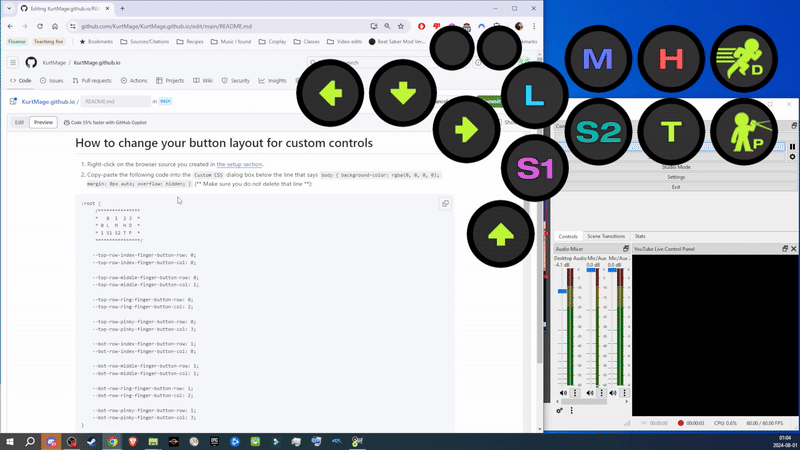 Editing KurtMage.github.io/REA
github.com/KurtMage/KurtMage.github.io/edit/main/README.md
Finance
Teaching fire
Bookmarks
Sources/Citations
Recipes
Music I found
Cosplay
Classes
Video edits
Beat Saber Mod
KurtMage / KurtMage.github.io
Code
Issues
Pull requests
Actions
Projects
Wiki
Security
Insights
KurtMage.github.io / README.md in main
Edit
Preview
Code 55% faster with GitHub Copilot
How to change your button layout for custom controls
1. Right-click on the browser source you created in the setup section.
2. Copy-paste the following code into the Custom CSS dialog box below the line that says body { background-color: rgba(0, 0, 0, 0);
margin: 0px auto; overflow: hidden; } (** Make sure you do not delete that line **):
:root {
/***************
* 0 1 2 3 *
* 0 L M H D *
* 1 S1 S2 T P *
***************/
--top-row-index-finger-button-row: 0;
--top-row-index-finger-button-col: 0;
--top-row-middle-finger-button-row: 0;
--top-row-middle-finger-button-col: 1;
--top-row-ring-finger-button-row: 0;
--top-row-ring-finger-button-col: 2;
--top-row-pinky-finger-button-row: 0;
--top-row-pinky-finger-button-col: 3;
--bot-row-index-finger-button-row: 1;
--bot-row-index-finger-button-col: 0;
--bot-row-middle-finger-button-row: 1;
--bot-row-middle-finger-button-col: 1;
--bot-row-ring-finger-button-row: 1;
--bot-row-ring-finger-button-col: 2;
--bot-row-pinky-finger-button-row: 1;
--bot-row-pinky-finger-button-col: 3;
}
M
H
D
L
S2
T
P
S1
Studio Mode
Settings
Exit
Controls
Scene Transitions
Stats
Audio Mixer
YouTube Live Control Panel
Desktop Audio
Mic/Aux
Mic/Aux
-4.1 dB
0.0 dB
0.0 dB
00:00:00
00:00:03
CPU: 0.6%
60.00 / 60.00 FPS
01:04
2024-08-01